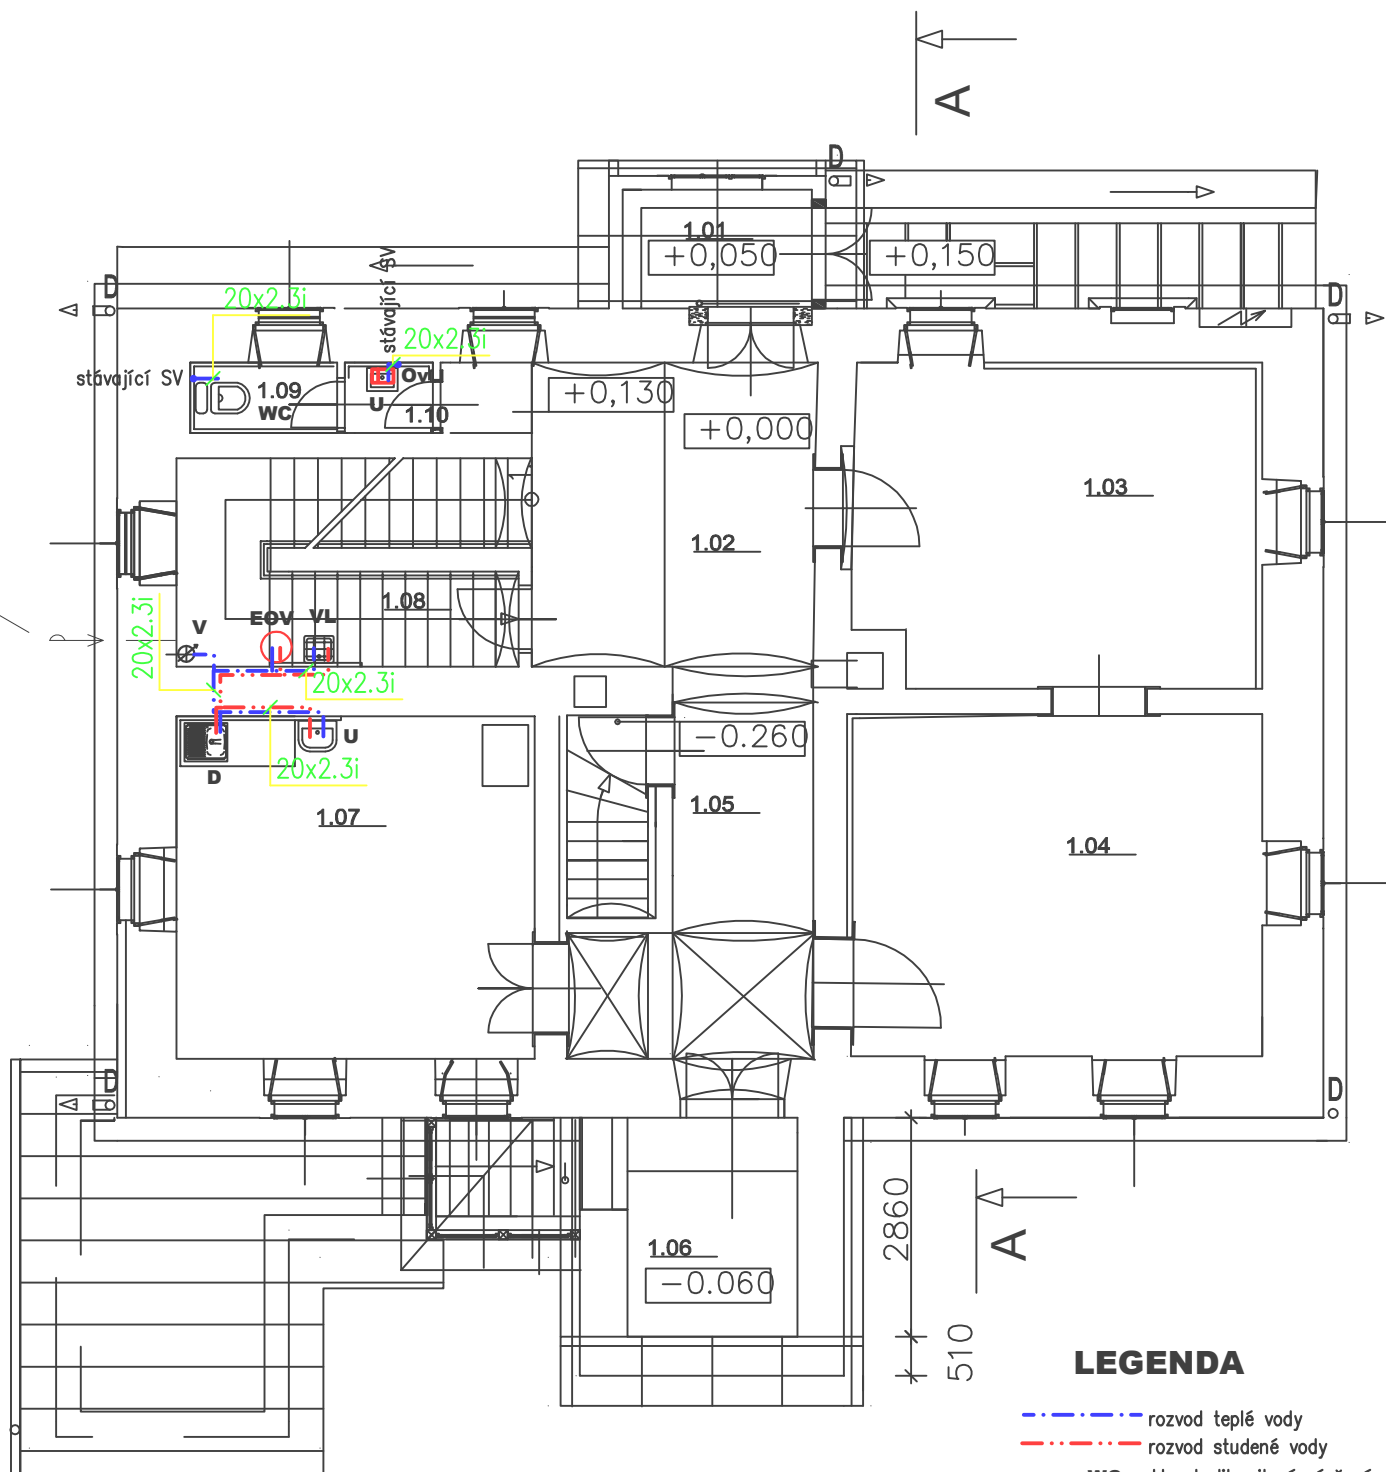 A
D
1.01
+0,050
+0,150
stávající SV
D
D
20x2.3i
20x2.3i
stávající SV
1.09
WC
OvLI
U
1.10
+0,130
+0,000
1.03
1.02
1.08
V
EOV
VL
20x2.3i
20x2.3i
-0.260
U
D
20x2.3i
1.07
1.05
1.04
D
D
2860
A
1.06
-0.060
510
LEGENDA
rozvod teplé vody
rozvod studené vody